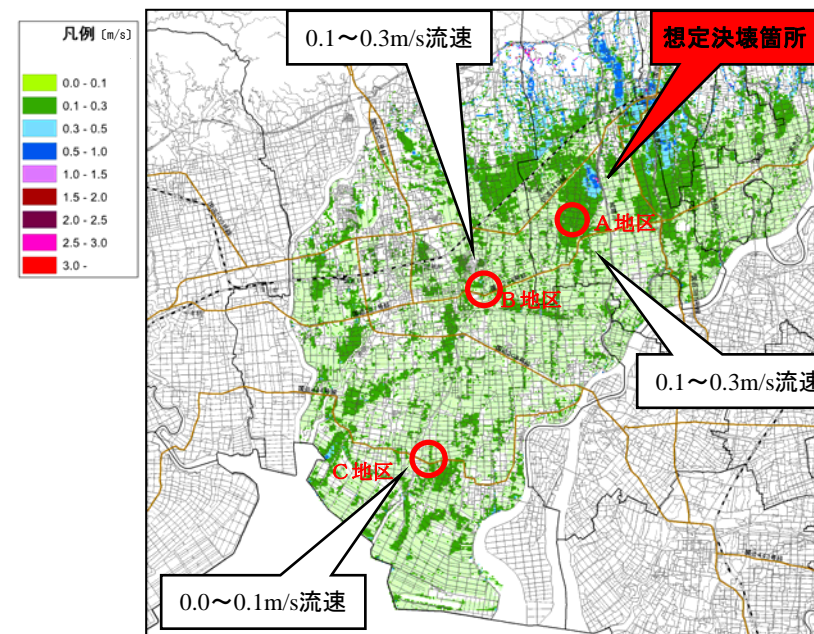 凡例 [m/s]
0.0 - 0.1
0.1 - 0.3
0.3 - 0.5
0.5 - 1.0
1.0 - 1.5
1.5 - 2.0
2.0 - 2.5
2.5 - 3.0
3.0 -
0.1～0.3m/s流速
想定決壊箇所
A地区
B地区
0.1～0.3m/s流速
C地区
0.0～0.1m/s流速